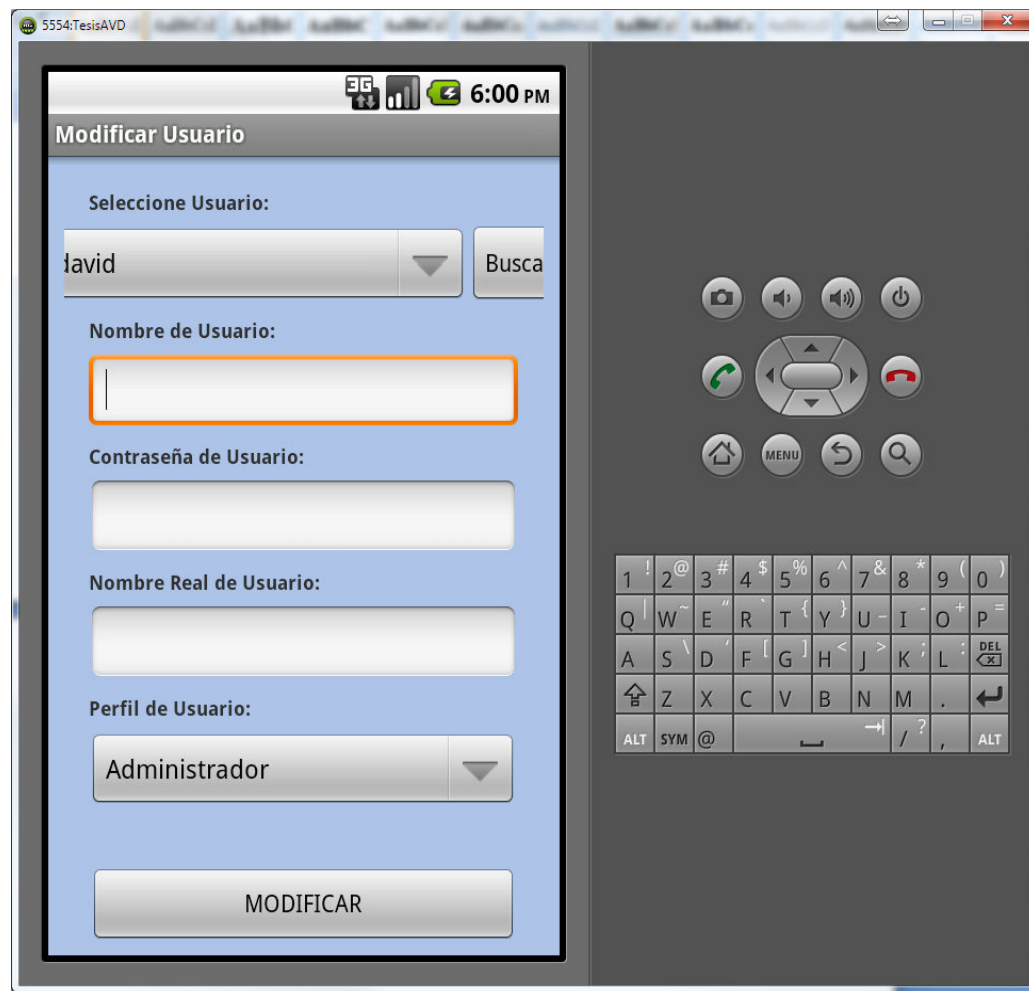 5554:TesisAVD
3G 6:00 PM
Modificar Usuario
Seleccione Usuario:
david
Busca
Nombre de Usuario:
Contraseña de Usuario:
Nombre Real de Usuario:
Perfil de Usuario:
Administrador
MODIFICAR
MENU
1 ! 2 @ 3 # 4 $ 5 % 6 ^ 7 & 8 * 9 ( 0 )
Q | W ~ E " R ` T { Y } U _ I - O + P =
A S \ D ' F [ G ] H < J > K ; L : DEL
Z X C V B N M .
ALT SYM @ / ? , ALT